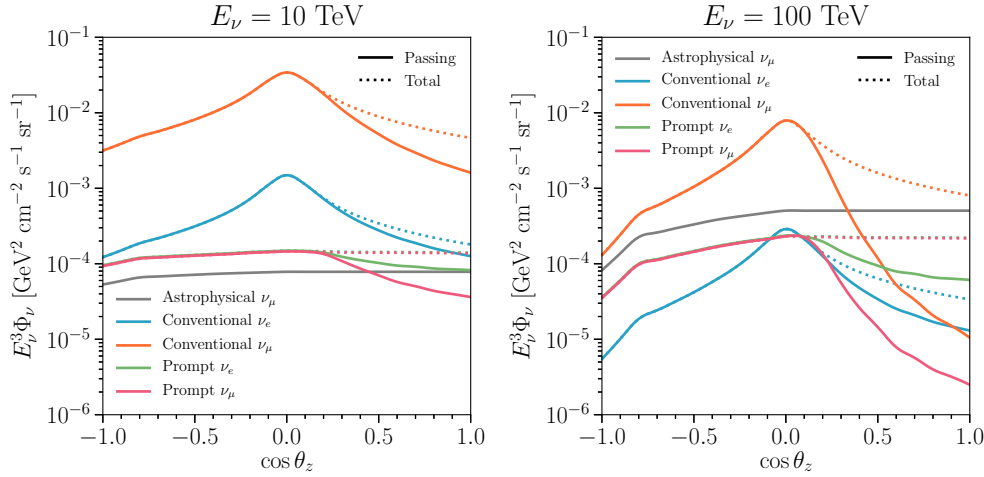 E_ν = 10 TeV
E_ν = 100 TeV
E_ν^3 Φ_ν [GeV^2 cm^−2 s^−1 sr^−1]
10^−1
10^−2
10^−3
10^−4
10^−5
10^−6
Passing
Total
Astrophysical ν_μ
Conventional ν_e
Conventional ν_μ
Prompt ν_e
Prompt ν_μ
−1.0 −0.5 0.0 0.5 1.0
cos θ_z
E_ν^3 Φ_ν [GeV^2 cm^−2 s^−1 sr^−1]
10^−1
10^−2
10^−3
10^−4
10^−5
10^−6
Astrophysical ν_μ
Conventional ν_e
Conventional ν_μ
Prompt ν_e
Prompt ν_μ
Passing
Total
−1.0 −0.5 0.0 0.5 1.0
cos θ_z